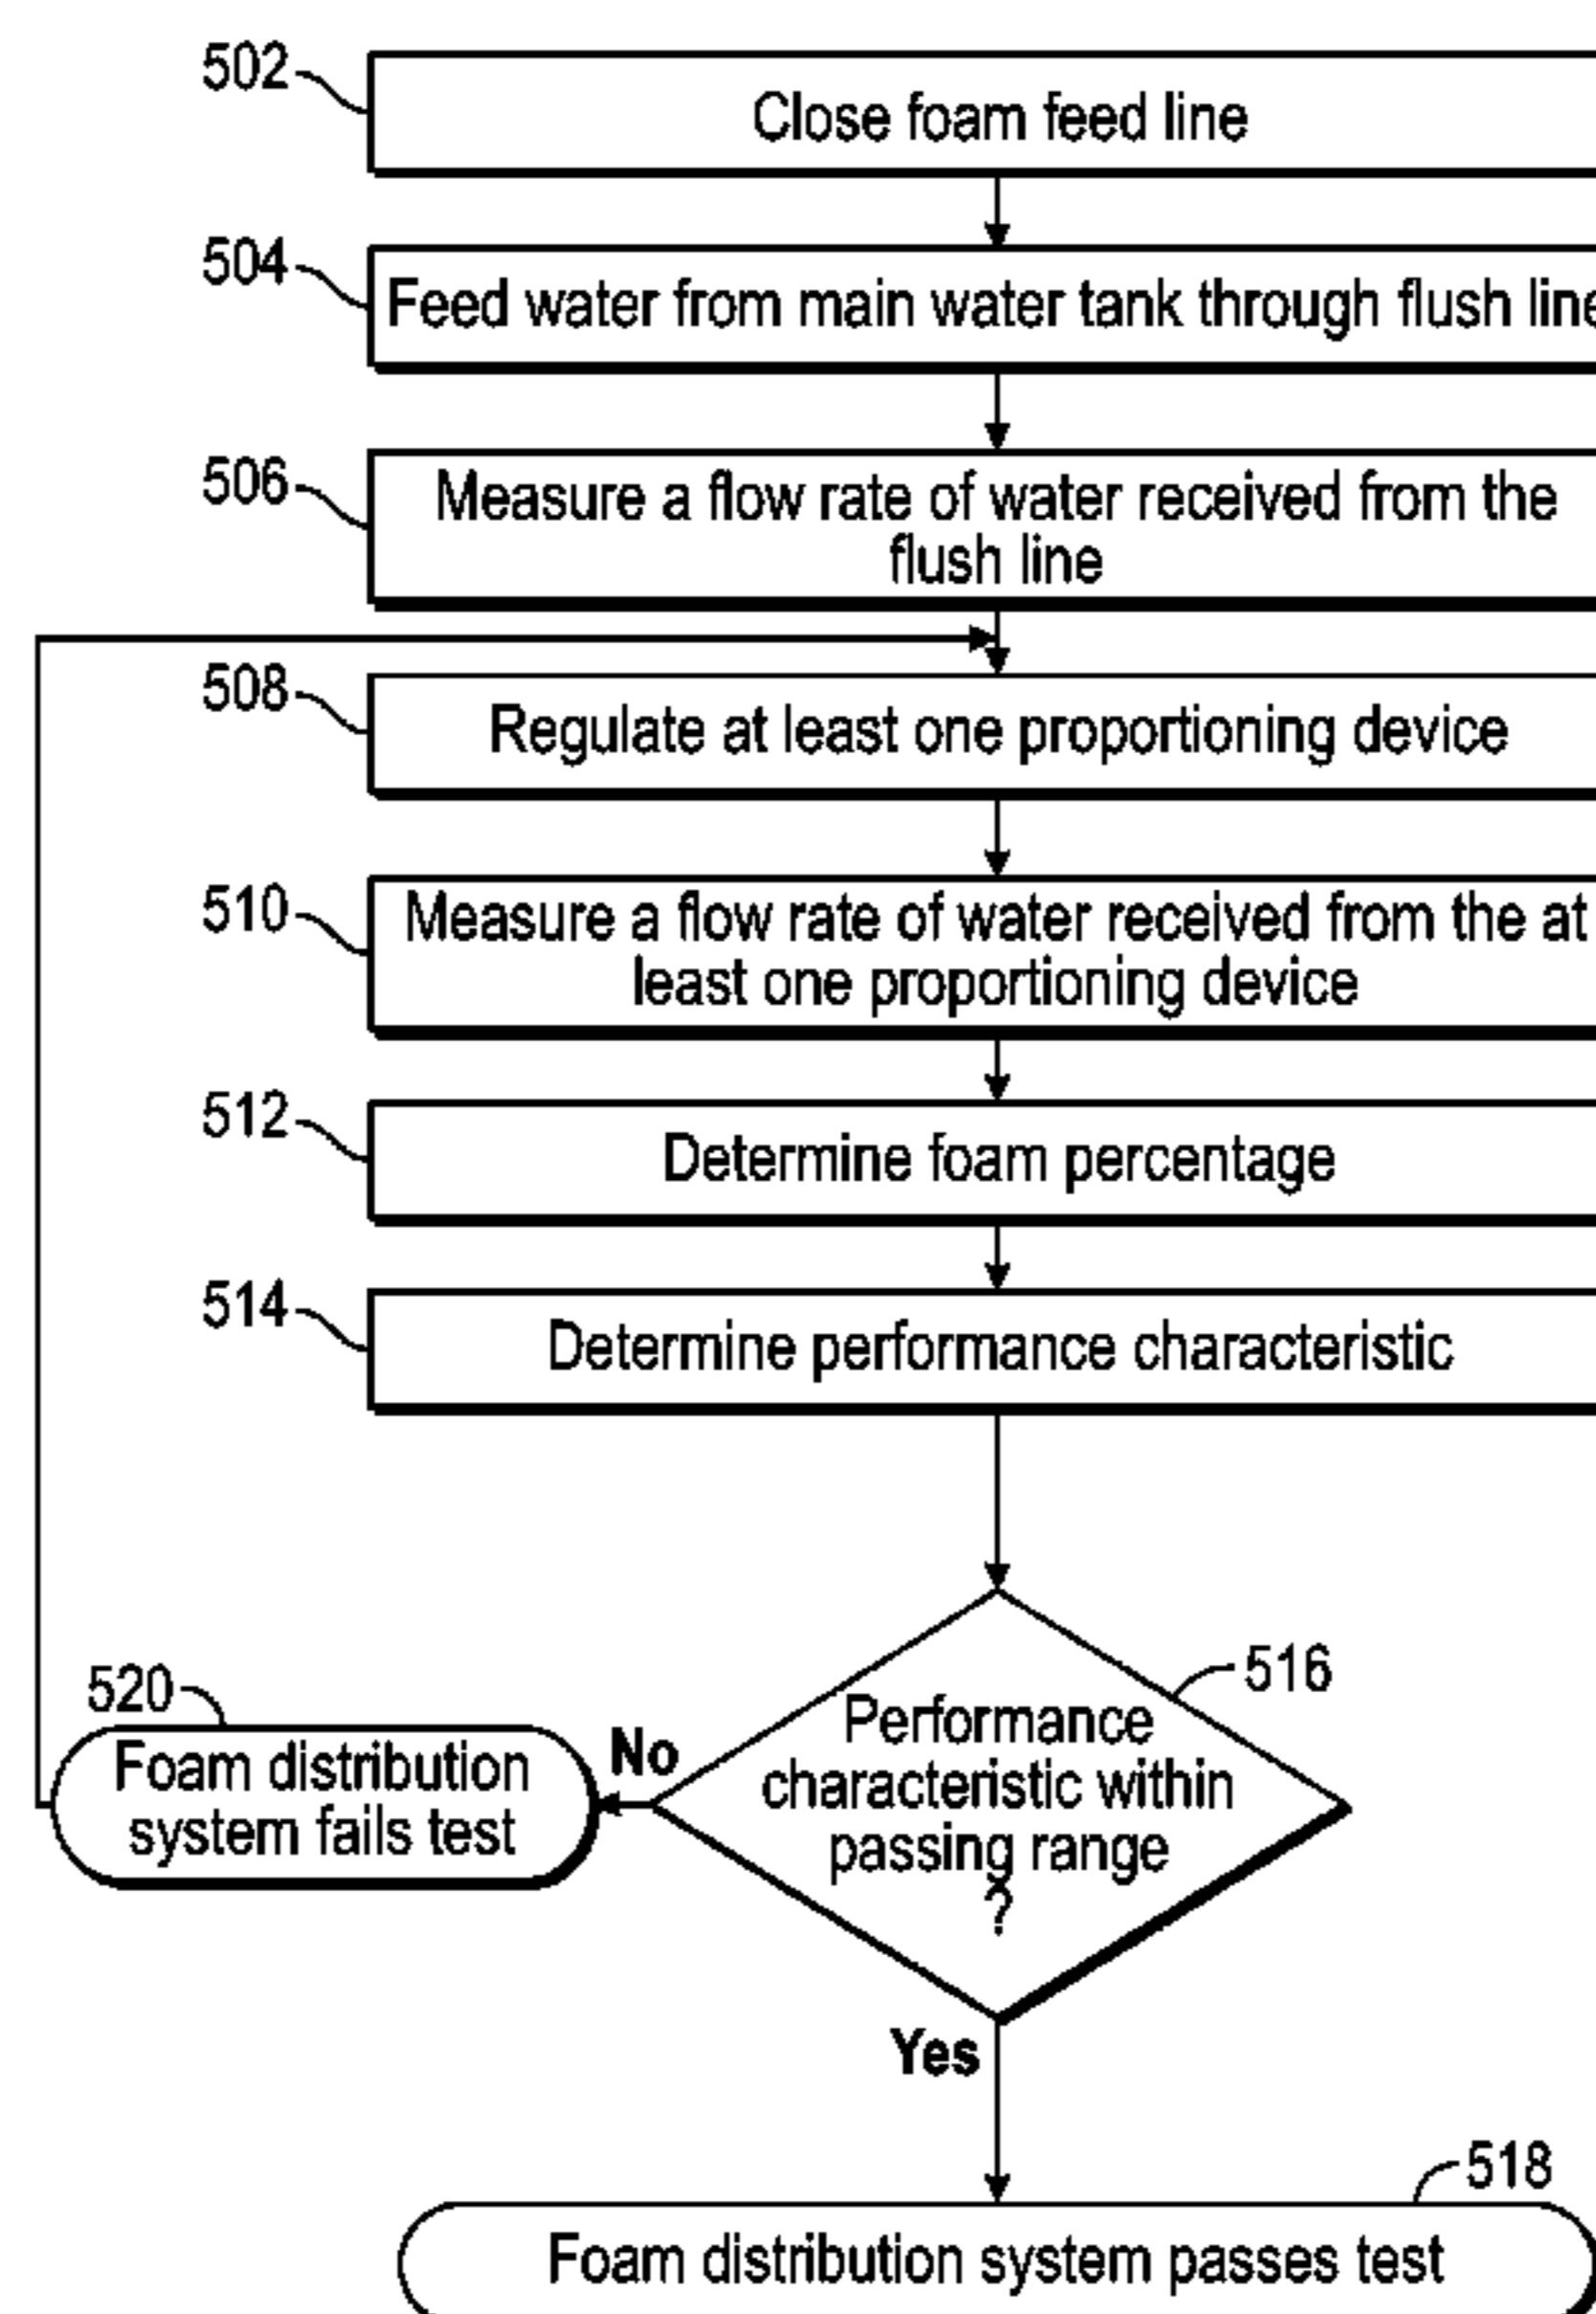 502
Close foam feed line
504
Feed water from main water tank through flush line
506
Measure a flow rate of water received from the
flush line
508
Regulate at least one proportioning device
510
Measure a flow rate of water received from the at
least one proportioning device
512
Determine foam percentage
514
Determine performance characteristic
516
Performance
characteristic within
passing range
?
520
Foam distribution
system fails test
No
Yes
518
Foam distribution system passes test